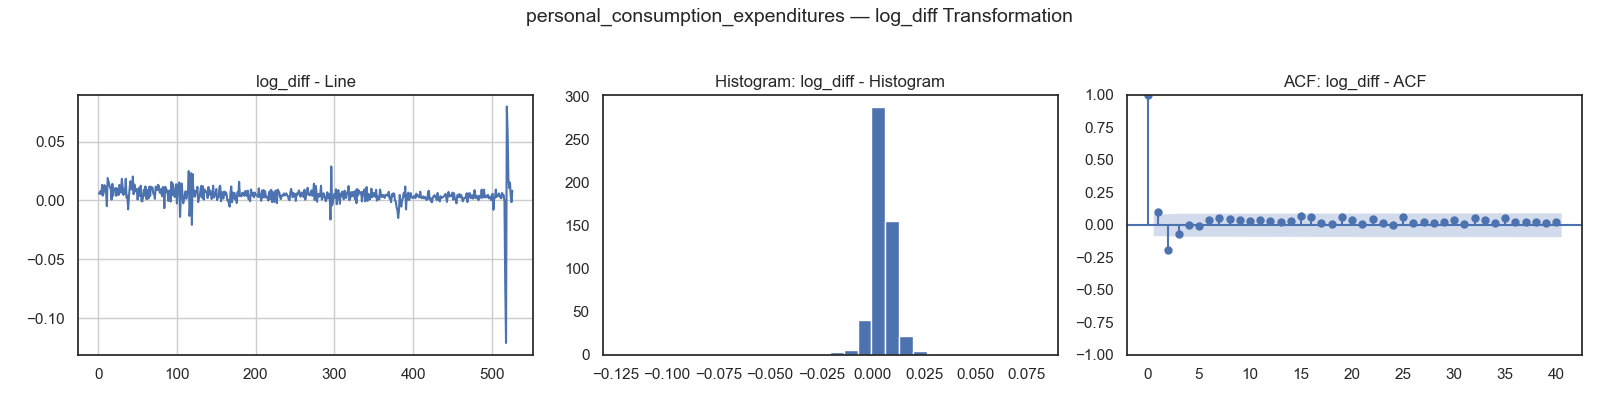 personal_consumption_expenditures — log_diff Transformation
log_diff - Line
0.05
0.00
−0.05
−0.10
0 100 200 300 400 500
Histogram: log_diff - Histogram
300
250
200
150
100
50
0
−0.125 −0.100 −0.075 −0.050 −0.025 0.000 0.025 0.050 0.075
ACF: log_diff - ACF
1.00
0.75
0.50
0.25
0.00
−0.25
−0.50
−0.75
−1.00
0 5 10 15 20 25 30 35 40